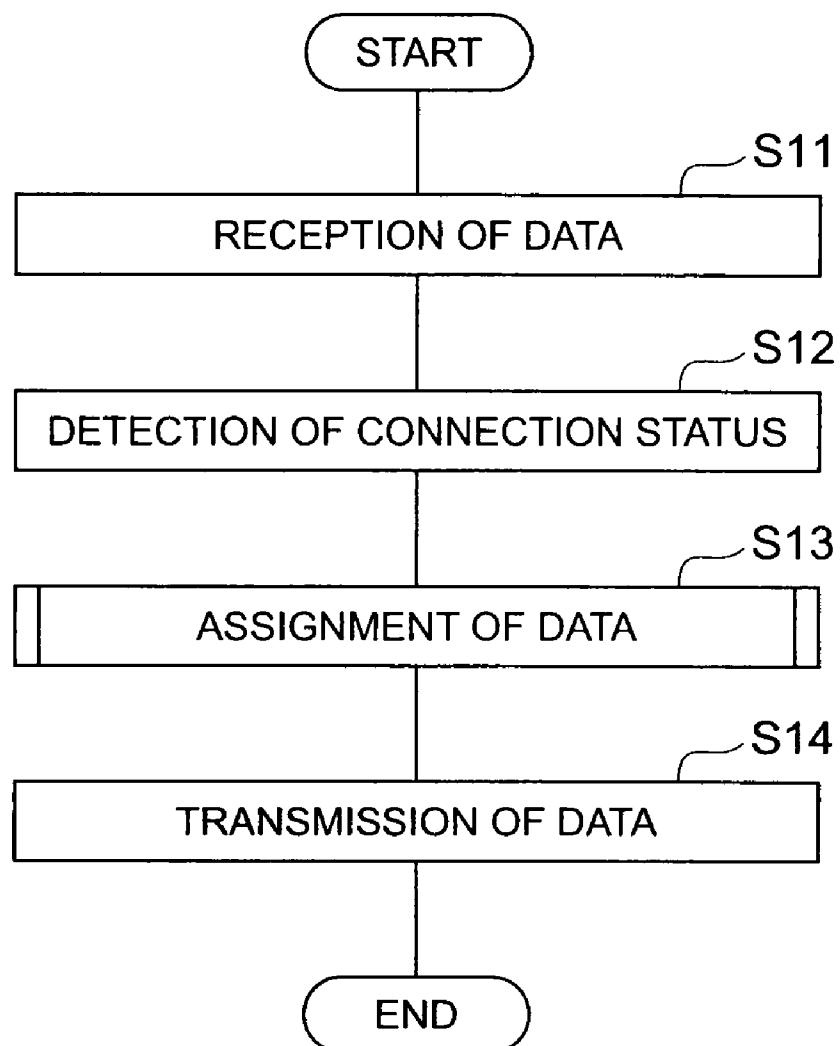 START
S11
RECEPTION OF DATA
S12
DETECTION OF CONNECTION STATUS
S13
ASSIGNMENT OF DATA
S14
TRANSMISSION OF DATA
END